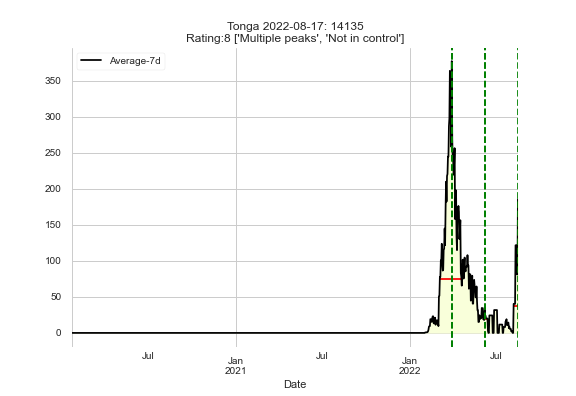 Tonga 2022-08-17: 14135
Rating:8 ['Multiple peaks', 'Not in control']
Average-7d
350
300
250
200
150
100
50
0
Jul
Jan
2021
Jul
Jan
2022
Jul
Date